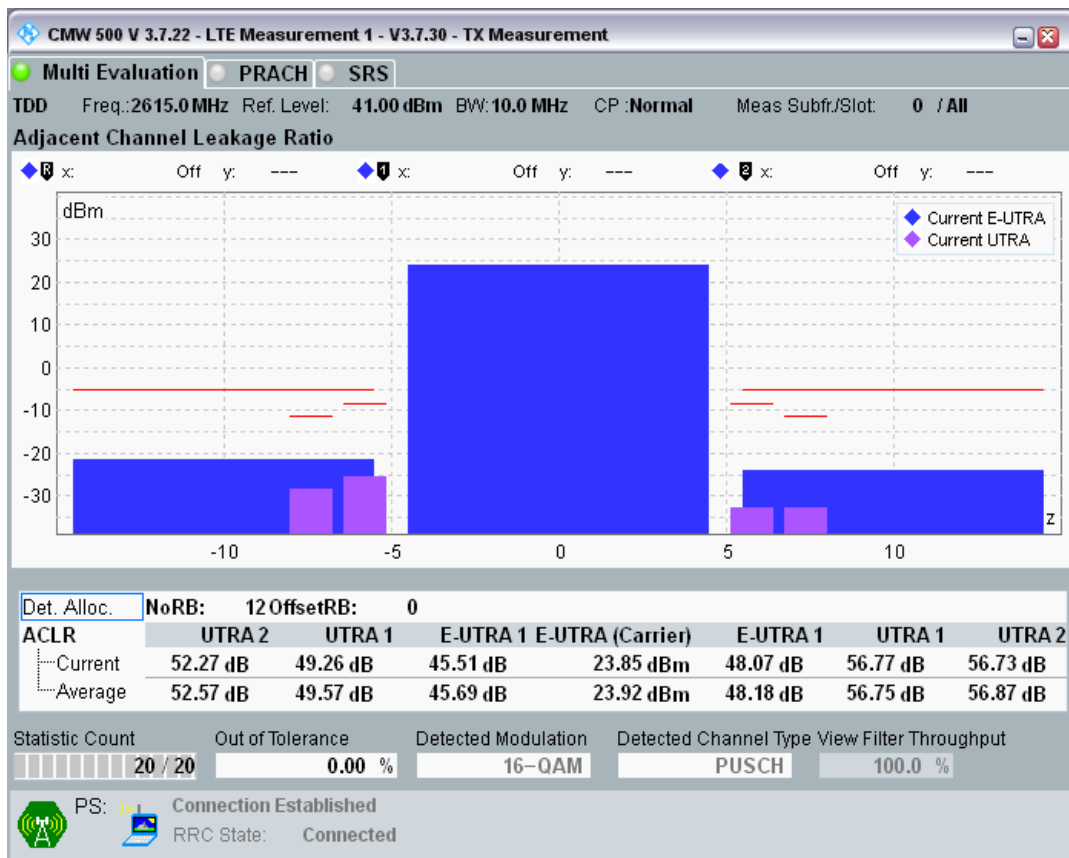 CMW 500 V 3.7.22 - LTE Measurement 1 - V3.7.30 - TX Measurement
Multi Evaluation PRACH SRS
TDD Freq.:2615.0 MHz Ref. Level: 41.00 dBm BW:10.0 MHz CP :Normal Meas Subfr./Slot: 0 / All
Adjacent Channel Leakage Ratio
R x: Off y: --- 1 x: Off y: --- 2 x: Off y: ---
dBm
Current E-UTRA
Current UTRA
30
20
10
0
-10
-20
-30
z
-10 -5 0 5 10
Det. Alloc. NoRB: 12 OffsetRB: 0
ACLR UTRA 2 UTRA 1 E-UTRA 1 E-UTRA (Carrier) E-UTRA 1 UTRA 1 UTRA 2
Current 52.27 dB 49.26 dB 45.51 dB 23.85 dBm 48.07 dB 56.77 dB 56.73 dB
Average 52.57 dB 49.57 dB 45.69 dB 23.92 dBm 48.18 dB 56.75 dB 56.87 dB
Statistic Count Out of Tolerance Detected Modulation Detected Channel Type View Filter Throughput
20 / 20 0.00 % 16-QAM PUSCH 100.0 %
PS: Connection Established
RRC State: Connected